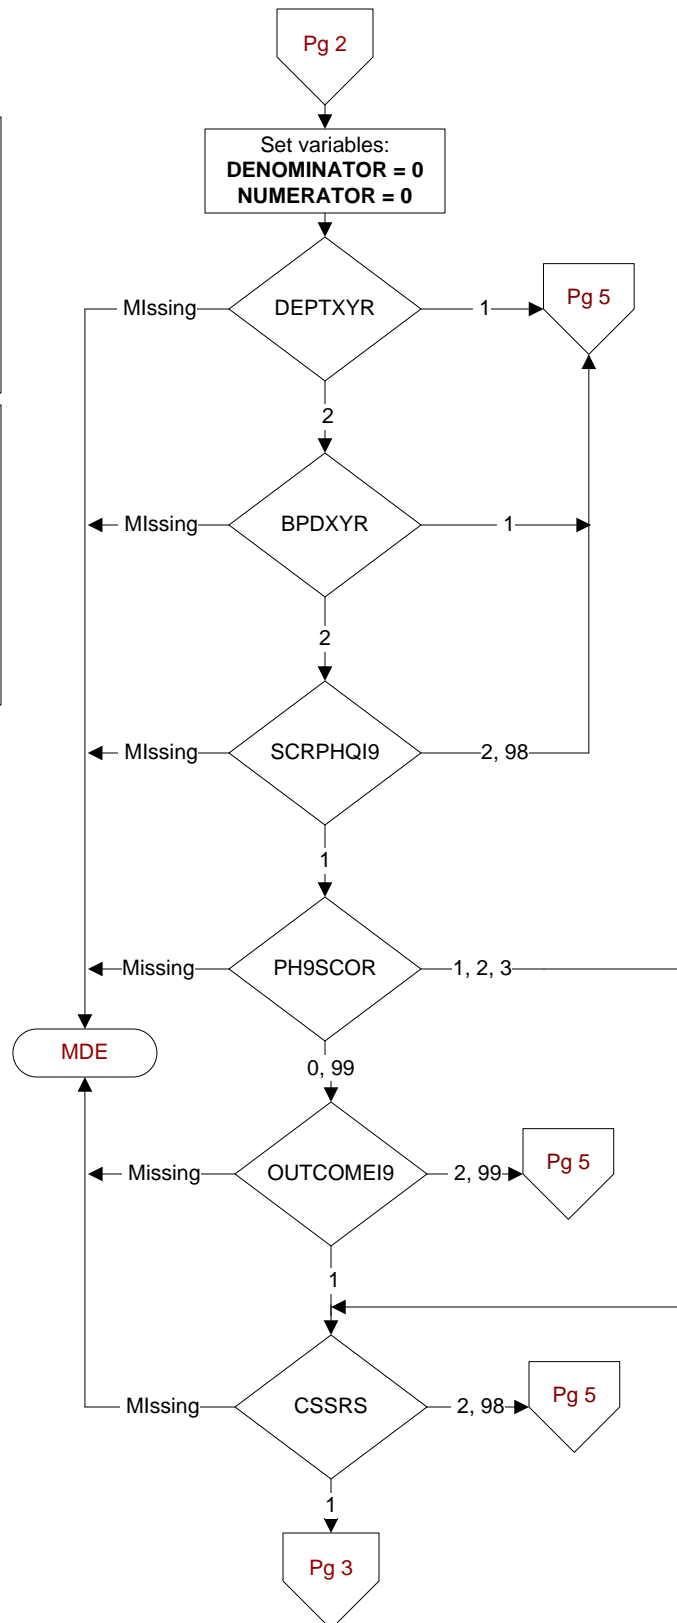 Pg 2
Set variables:
DENOMINATOR = 0
NUMERATOR = 0
MIssing
DEPTXYR
1
Pg 5
2
MIssing
BPDXYR
1
2
MIssing
SCRPHQI9
2, 98
1
Missing
PH9SCOR
1, 2, 3
MDE
0, 99
Missing
OUTCOMEI9
2, 99
Pg 5
1
MIssing
CSSRS
2, 98
Pg 5
1
Pg 3